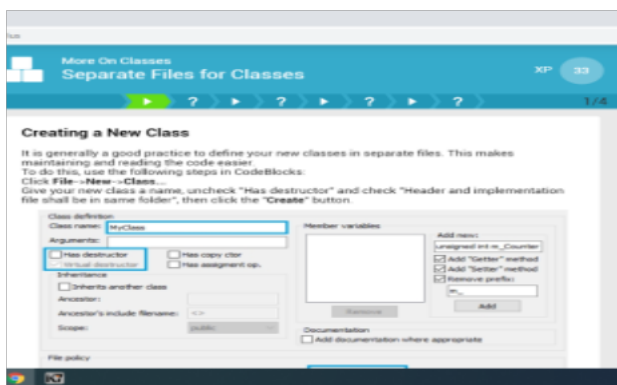 More On Classes
Separate Files for Classes
XP 33
? ? ? ? 1/4
Creating a New Class
It is generally a good practice to define your new classes in separate files. This makes
maintaining and reading the code easier.
To do this, use the following steps in CodeBlocks:
Click File->New->Class...
Give your new class a name, uncheck "Has destructor" and check "Header and implementation
file shall be in same folder", then click the "Create" button.
Class definition
Class name: MyClass
Arguments:
Has destructor
Has copy ctor
Virtual destructor
Has assigment op.
Inheritance
Inherits another class
Ancestor:
Ancestor's include filename: <>
Scope: public
Member variables
Remove
Add new:
unsigned int m_Counter
Add "Getter" method
Add "Setter" method
Remove prefix:
m_
Add
Documentation
Add documentation where appropriate
File policy